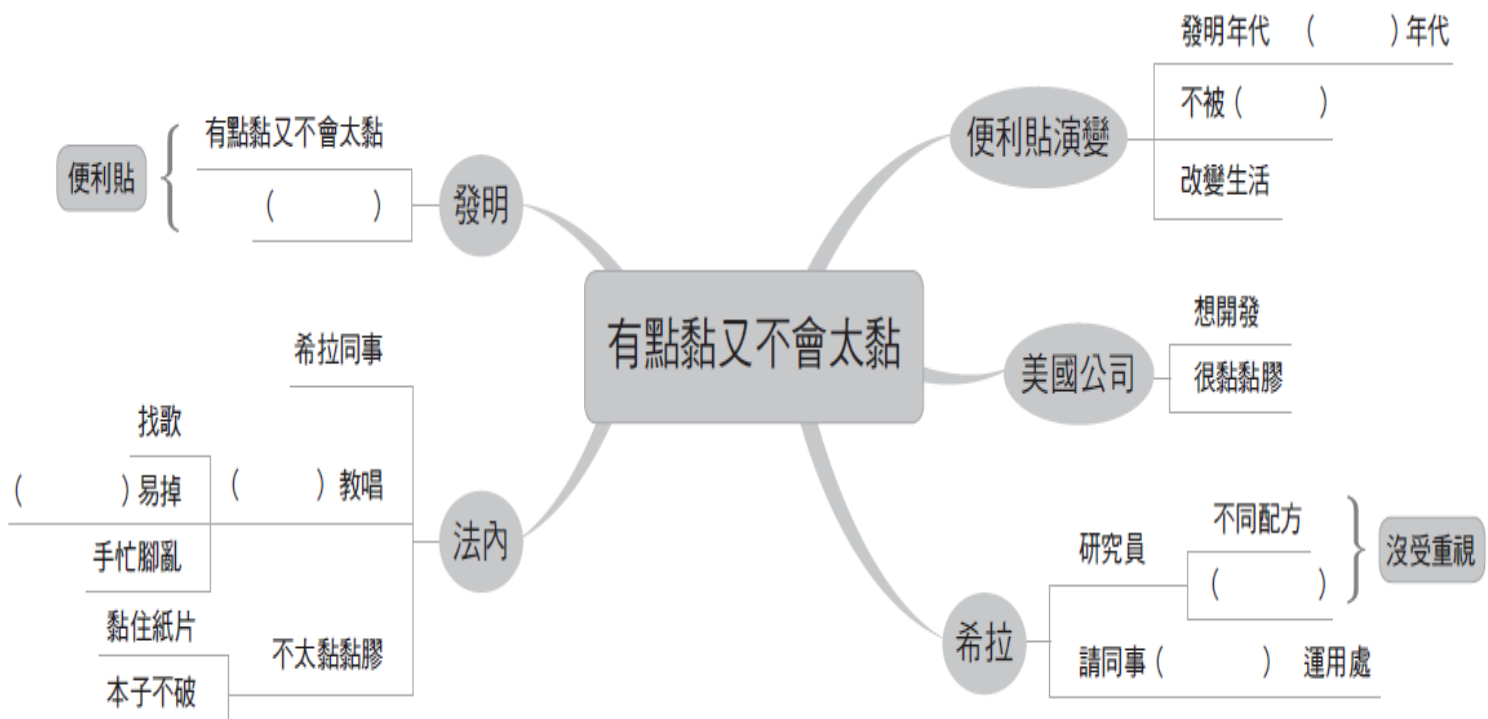 有點黏又不會太黏
便利貼演變
發明年代 （ ）年代
不被（ ）
改變生活
美國公司
想開發
很黏黏膠
希拉
研究員
不同配方
（ ）
沒受重視
請同事（ ） 運用處
發明
有點黏又不會太黏
（ ）
便利貼
法內
希拉同事
（ ）教唱
找歌
（ ）易掉
手忙腳亂
不太黏黏膠
黏住紙片
本子不破